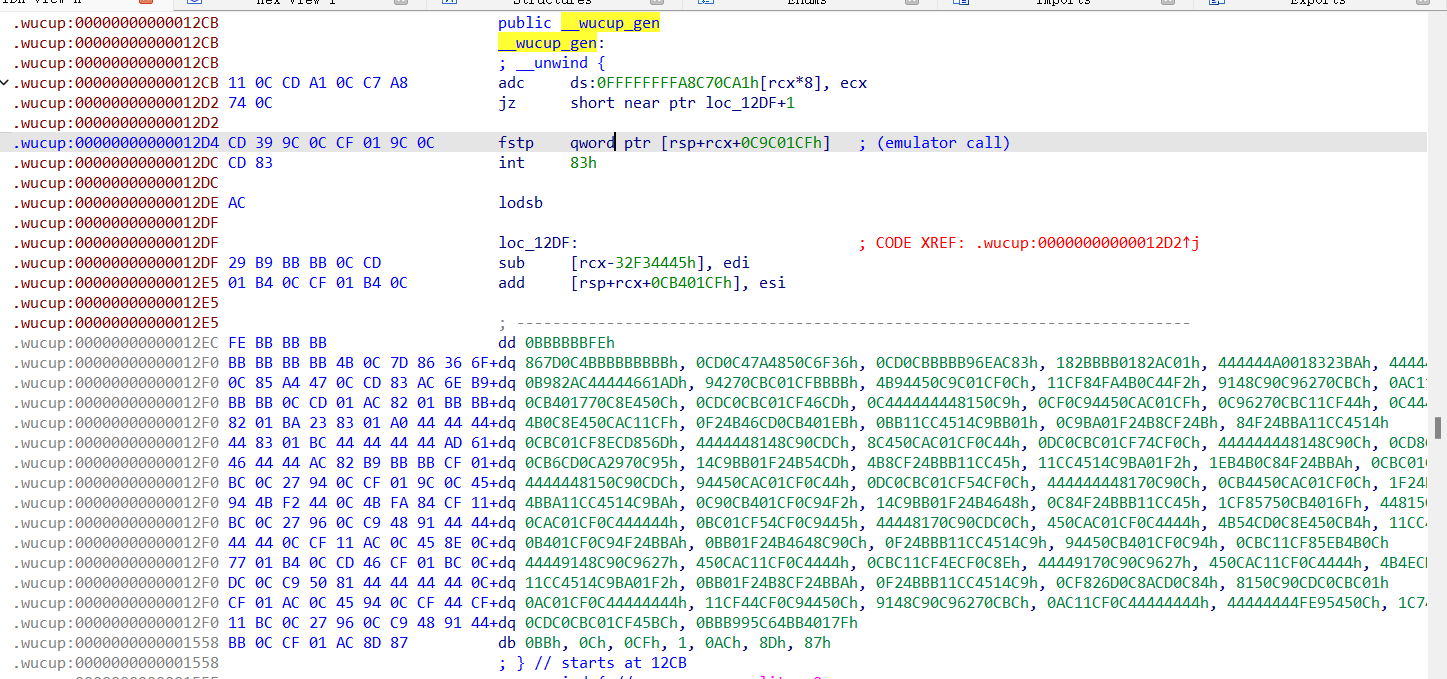 Structures Enums Imports Exports
.wucup:00000000000012CB public __wucup_gen
.wucup:00000000000012CB __wucup_gen:
.wucup:00000000000012CB ; __unwind {
.wucup:00000000000012CB 11 0C CD A1 0C C7 A8 adc ds:0FFFFFFFFA8C70CA1h[rcx*8], ecx
.wucup:00000000000012D2 74 0C jz short near ptr loc_12DF+1
.wucup:00000000000012D2
.wucup:00000000000012D4 CD 39 9C 0C CF 01 9C 0C fstp qword ptr [rsp+rcx+0C9C01CFh] ; (emulator call)
.wucup:00000000000012DC CD 83 int 83h
.wucup:00000000000012DC
.wucup:00000000000012DE AC lodsb
.wucup:00000000000012DF
.wucup:00000000000012DF loc_12DF: ; CODE XREF: .wucup:00000000000012D2↑j
.wucup:00000000000012DF 29 B9 BB BB 0C CD sub [rcx-32F34445h], edi
.wucup:00000000000012E5 01 B4 0C CF 01 B4 0C add [rsp+rcx+0CB401CFh], esi
.wucup:00000000000012E5
.wucup:00000000000012E5 ; ---------------------------------------------------------------------------
.wucup:00000000000012EC FE BB BB BB dd 0BBBBBBFEh
.wucup:00000000000012F0 BB BB BB BB 4B 0C 7D 86 36 6F+dq 867D0C4BBBBBBBBBh, 0CD0C47A4850C6F36h, 0CD0CBBBBB96EAC83h, 182BBBB0182AC01h, 444444A0018323BAh, 4444
.wucup:00000000000012F0 0C 85 A4 47 0C CD 83 AC 6E B9+dq 0B982AC44444661ADh, 94270CBC01CFBBBBh, 4B94450C9C01CF0Ch, 11CF84FA4B0C44F2h, 9148C90C96270CBCh, 0AC11
.wucup:00000000000012F0 BB BB 0C CD 01 AC 82 01 BB BB+dq 0CB401770C8E450Ch, 0CDC0CBC01CF46CDh, 0C444444448150C9h, 0CF0C94450CAC01CFh, 0C96270CBC11CF44h, 0C444
.wucup:00000000000012F0 82 01 BA 23 83 01 A0 44 44 44+dq 4B0C8E450CAC11CFh, 0F24B46CD0CB401EBh, 0BB11CC4514C9BB01h, 0C9BA01F24B8CF24Bh, 84F24BBA11CC4514h
.wucup:00000000000012F0 44 83 01 BC 44 44 44 44 AD 61+dq 0CBC01CF8ECD856Dh, 4444448148C90CDCh, 8C450CAC01CF0C44h, 0DC0CBC01CF74CF0Ch, 444444448148C90Ch, 0CD8
.wucup:00000000000012F0 46 44 44 AC 82 B9 BB BB CF 01+dq 0CB6CD0CA2970C95h, 14C9BB01F24B54CDh, 4B8CF24BBB11CC45h, 11CC4514C9BA01F2h, 1EB4B0C84F24BBAh, 0CBC01
.wucup:00000000000012F0 BC 0C 27 94 0C CF 01 9C 0C 45+dq 4444448150C90CDCh, 94450CAC01CF0C44h, 0DC0CBC01CF54CF0Ch, 444444448170C90Ch, 0CB4450CAC01CF0Ch, 1F24B
.wucup:00000000000012F0 94 4B F2 44 0C 4B FA 84 CF 11+dq 4BBA11CC4514C9BAh, 0C90CB401CF0C94F2h, 14C9BB01F24B4648h, 0C84F24BBB11CC45h, 1CF85750CB4016Fh, 44815
.wucup:00000000000012F0 BC 0C 27 96 0C C9 48 91 44 44+dq 0CAC01CF0C444444h, 0BC01CF54CF0C9445h, 44448170C90CDC0Ch, 450CAC01CF0C4444h, 4B54CD0C8E450CB4h, 11CC4
.wucup:00000000000012F0 44 44 0C CF 11 AC 0C 45 8E 0C+dq 0B401CF0C94F24BBAh, 0BB01F24B4648C90Ch, 0F24BBB11CC4514C9h, 94450CB401CF0C94h, 0CBC11CF85EB4B0Ch
.wucup:00000000000012F0 77 01 B4 0C CD 46 CF 01 BC 0C+dq 44449148C90C9627h, 450CAC11CF0C4444h, 0CBC11CF4ECF0C8Eh, 44449170C90C9627h, 450CAC11CF0C4444h, 4B4EC
.wucup:00000000000012F0 DC 0C C9 50 81 44 44 44 44 0C+dq 11CC4514C9BA01F2h, 0BB01F24B8CF24BBAh, 0F24BBB11CC4514C9h, 0CF826D0C8ACD0C84h, 8150C90CDC0CBC01h
.wucup:00000000000012F0 CF 01 AC 0C 45 94 0C CF 44 CF+dq 0AC01CF0C44444444h, 11CF44CF0C94450Ch, 9148C90C96270CBCh, 0AC11CF0C44444444h, 44444444FE95450Ch, 1C74
.wucup:00000000000012F0 11 BC 0C 27 96 0C C9 48 91 44+dq 0CDC0CBC01CF45BCh, 0BBB995C64BB4017Fh
.wucup:0000000000001558 BB 0C CF 01 AC 8D 87 db 0BBh, 0Ch, 0CFh, 1, 0ACh, 8Dh, 87h
.wucup:0000000000001558 ; } // starts at 12CB